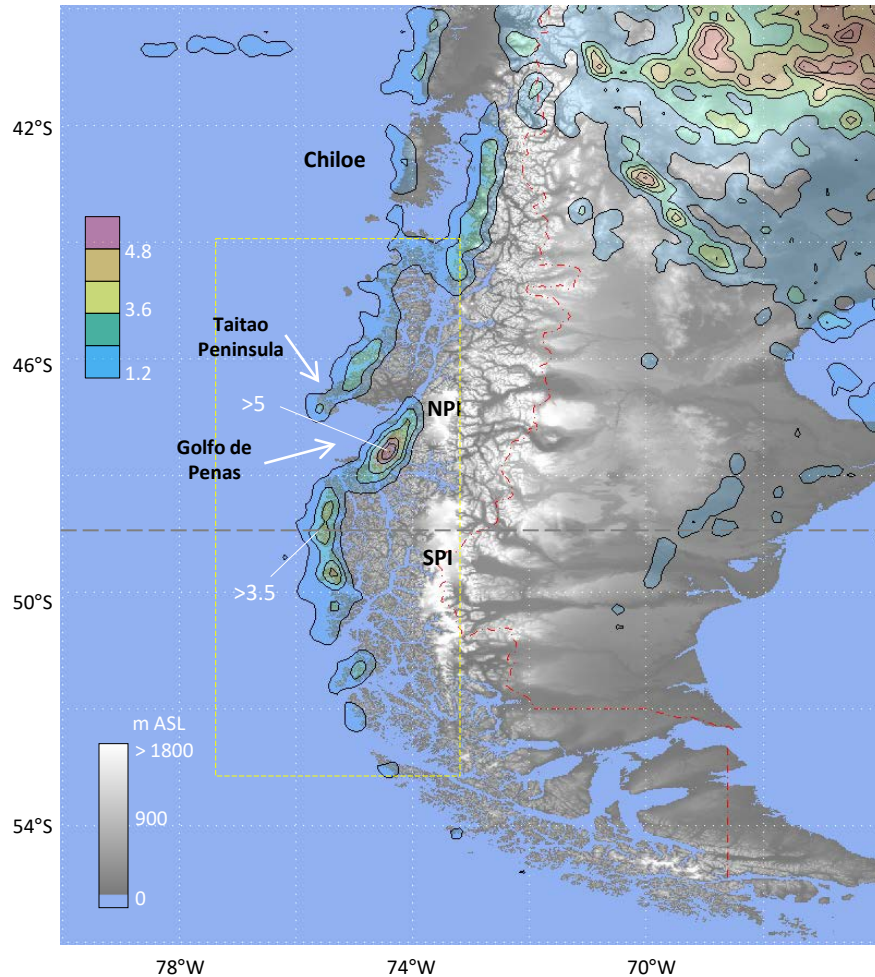 42°S
Chiloe
4.8
3.6
1.2
Taitao
Peninsula
46°S
>5
NPI
Golfo de
Penas
SPI
>3.5
50°S
m ASL
> 1800
900
0
54°S
78°W
74°W
70°W